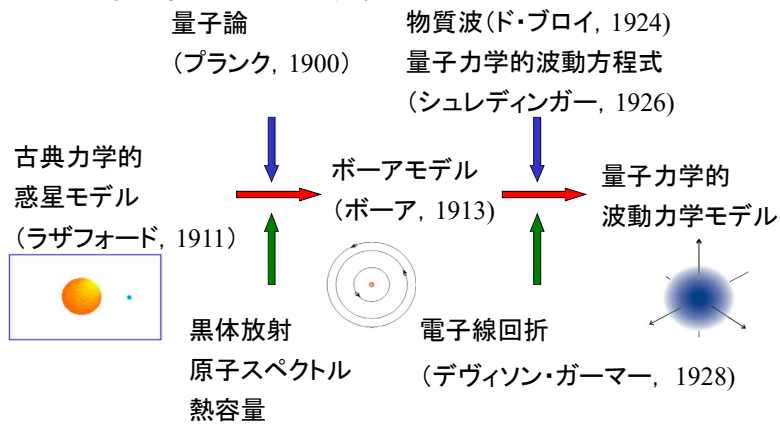 量子論
（プランク, 1900）
物質波（ド・ブロイ, 1924)
量子力学的波動方程式
（シュレディンガー, 1926)
古典力学的
惑星モデル
（ラザフォード, 1911）
ボーアモデル
（ボーア, 1913)
量子力学的
波動力学モデル
黒体放射
原子スペクトル
熱容量
電子線回折
（デヴィソン・ガーマー, 1928)